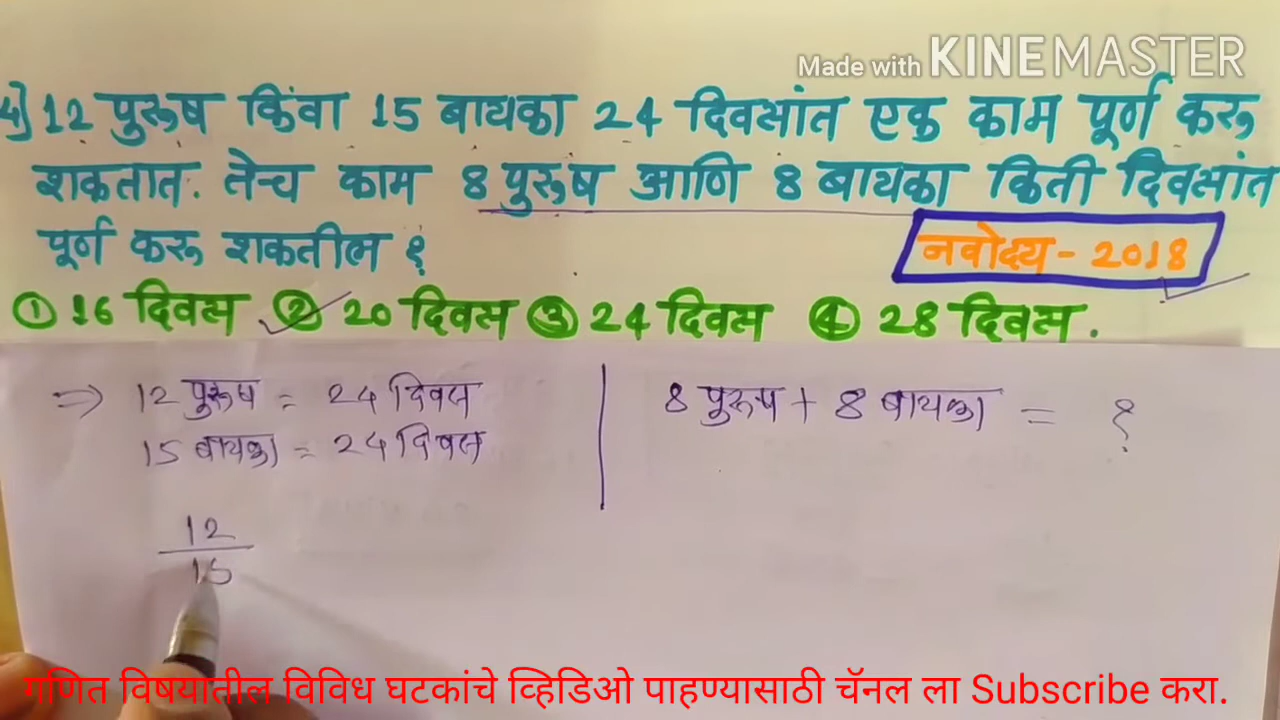 Made with KINEMASTER
५] 12 पुरूष किंवा 15 बायका 24 दिवसांत एक काम पूर्ण करू
शकतात. तेच काम 8 पुरूष आणि 8 बायका किती दिवसांत
पूर्ण करू शकतील ?
नवोदय - 2018
① 16 दिवस ② 20 दिवस ③ 24 दिवस ④ 28 दिवस.
⇒ 12 पुरूष = 24 दिवस
15 बायका = 24 दिवस
8 पुरूष + 8 बायका = ?
12
15
गणित विषयातील विविध घटकांचे व्हिडिओ पाहण्यासाठी चॅनल ला Subscribe करा.